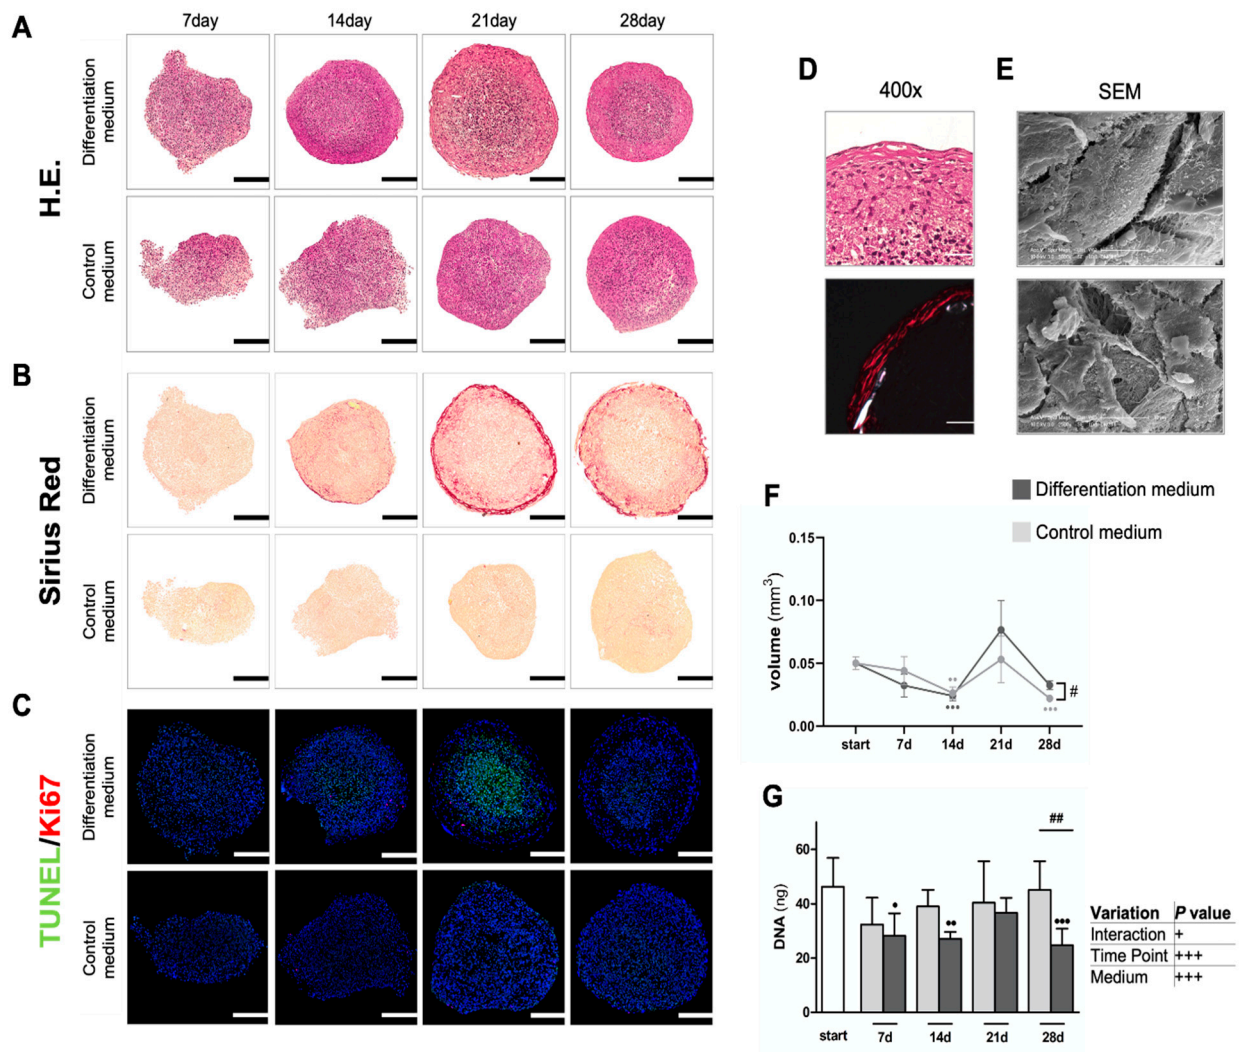 A
7day
14day
21day
28day
H.E.
Differentiation
medium
Control
medium
B
Sirius Red
Differentiation
medium
Control
medium
C
TUNEL/Ki67
Differentiation
medium
Control
medium
D
400x
E
SEM
F
Differentiation medium
Control medium
volume (mm³)
0.15
0.10
0.05
0.00
start
7d
14d
21d
28d
••
•••
•••
#
G
DNA (ng)
60
40
20
0
start
7d
14d
21d
28d
•
••
•••
##
Variation P value
Interaction +
Time Point +++
Medium +++